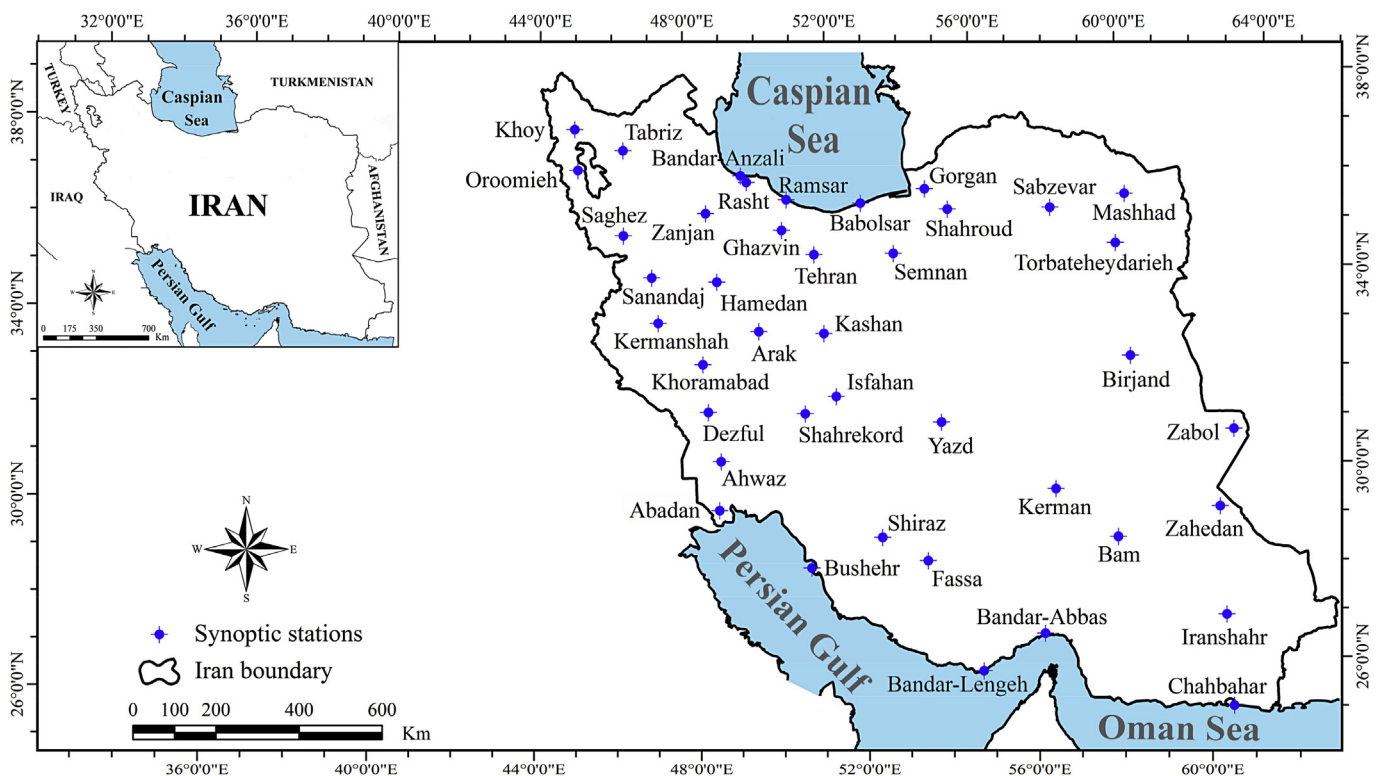 32°0'0"E 36°0'0"E 40°0'0"E 44°0'0"E 48°0'0"E 52°0'0"E 56°0'0"E 60°0'0"E 64°0'0"E
38°0'0"N
34°0'0"N
30°0'0"N
26°0'0"N
TURKEY
TURKMENISTAN
Caspian
Sea
IRAQ
IRAN
AFGHANISTAN
Persian Gulf
N
W E
S
0 175 350 700
Km
Caspian
Sea
Khoy
Tabriz
Bandar-Anzali
Oroomieh
Rasht
Ramsar
Gorgan
Sabzevar
Mashhad
Saghez
Zanjan
Ghazvin
Babolsar
Shahroud
Tehran
Semnan
Torbateheydarieh
Sanandaj
Hamedan
Kermanshah
Arak
Kashan
Khoramabad
Isfahan
Birjand
Dezful
Shahrekord
Yazd
Zabol
Ahwaz
Abadan
Kerman
Zahedan
Shiraz
Bam
Bushehr
Fassa
Persian Gulf
Bandar-Abbas
Iranshahr
Bandar-Lengeh
Chahbahar
Oman Sea
N
W E
S
Synoptic stations
Iran boundary
0 100 200 400 600
Km
38°0'0"N
34°0'0"N
30°0'0"N
26°0'0"N
36°0'0"E 40°0'0"E 44°0'0"E 48°0'0"E 52°0'0"E 56°0'0"E 60°0'0"E